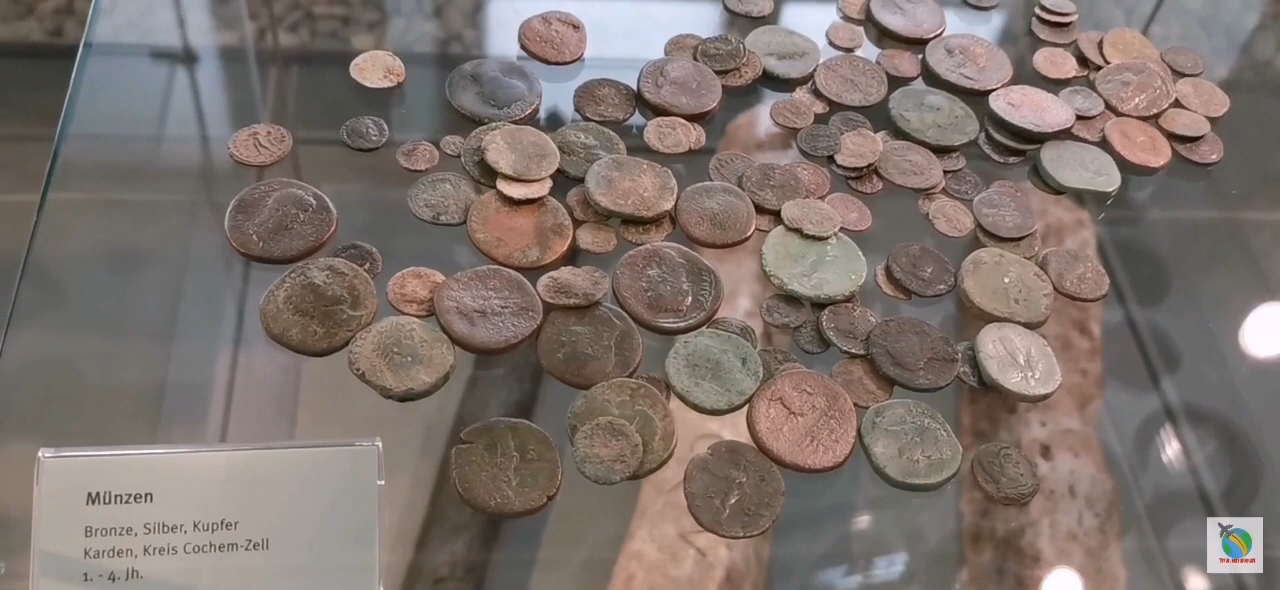 Münzen
Bronze, Silber, Kupfer
Karden, Kreis Cochem-Zell
1. - 4. Jh.